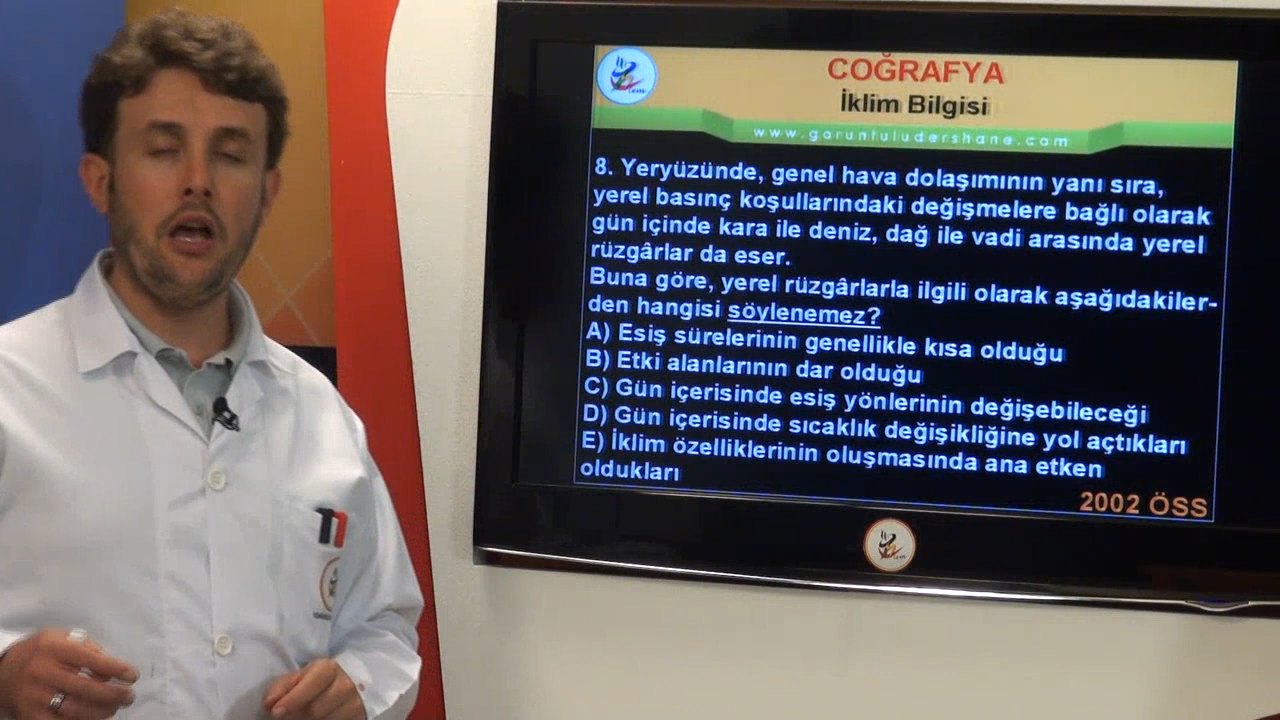 COĞRAFYA
İklim Bilgisi
www.goruntuludershane.com
8. Yeryüzünde, genel hava dolaşımının yanı sıra,
yerel basınç koşullarındaki değişmelere bağlı olarak
gün içinde kara ile deniz, dağ ile vadi arasında yerel
rüzgârlar da eser.
Buna göre, yerel rüzgârlarla ilgili olarak aşağıdakiler-
den hangisi söylenemez?
A) Esiş sürelerinin genellikle kısa olduğu
B) Etki alanlarının dar olduğu
C) Gün içerisinde esiş yönlerinin değişebileceği
D) Gün içerisinde sıcaklık değişikliğine yol açtıkları
E) İklim özelliklerinin oluşmasında ana etken
oldukları
2002 ÖSS